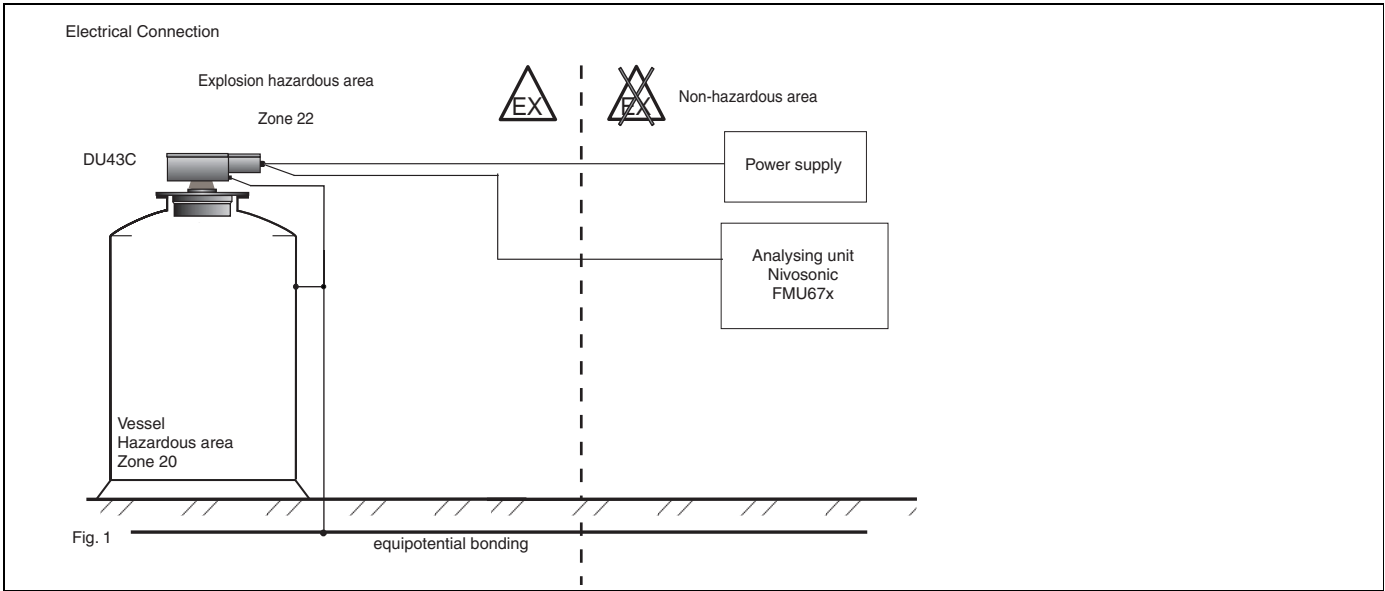 Electrical Connection
Explosion hazardous area
Zone 22
EX
EX
Non-hazardous area
DU43C
Power supply
Analysing unit
Nivosonic
FMU67x
Vessel
Hazardous area
Zone 20
Fig. 1
equipotential bonding